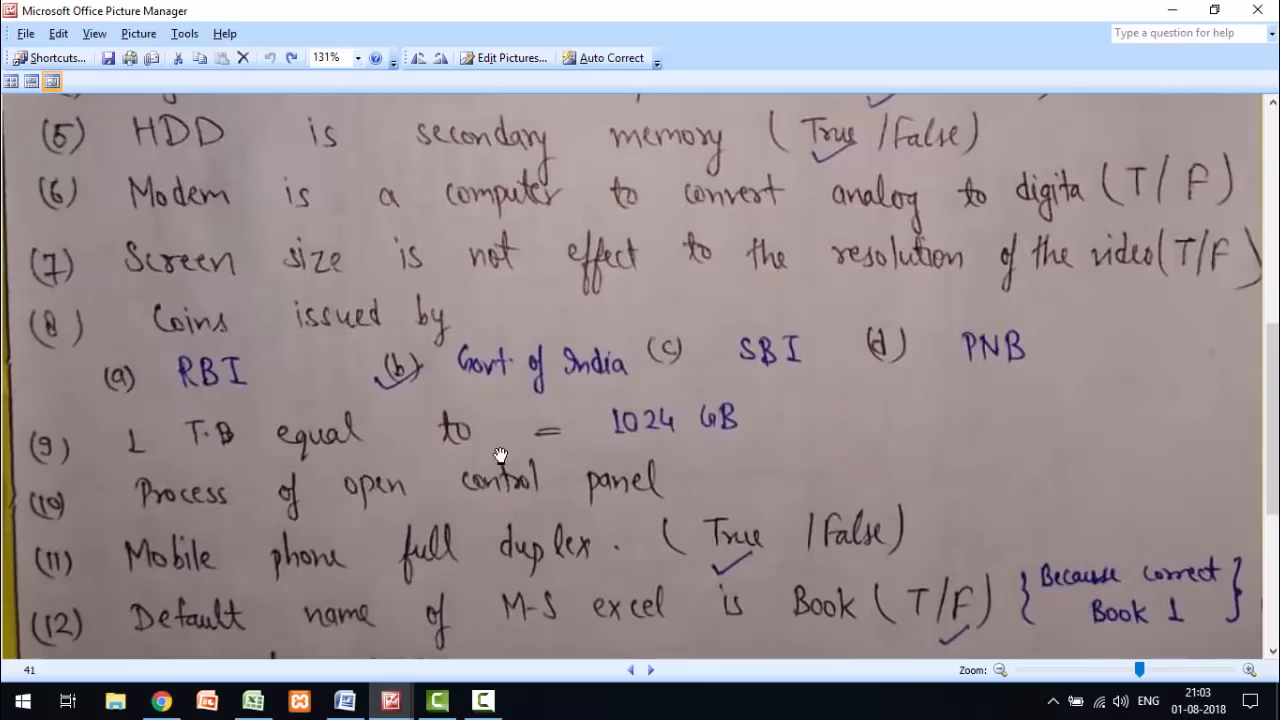 Microsoft Office Picture Manager
File Edit View Picture Tools Help
Type a question for help
Shortcuts... 131% Edit Pictures... Auto Correct
(5) HDD is secondary memory (True /False)
(6) Modem is a computer to convert analog to digita (T/ F)
(7) Screen size is not effect to the resolution of the video (T/F)
(8) Coins issued by
(a) RBI (b) Govt. of India (c) SBI (d) PNB
(9) 1 T.B equal to = 1024 GB
(10) Process of open control panel
(11) Mobile phone full duplex. (True /False)
(12) Default name of M-S excel is Book (T/F) {Because correct
Book 1}
41
Zoom:
ENG
21:03
01-08-2018